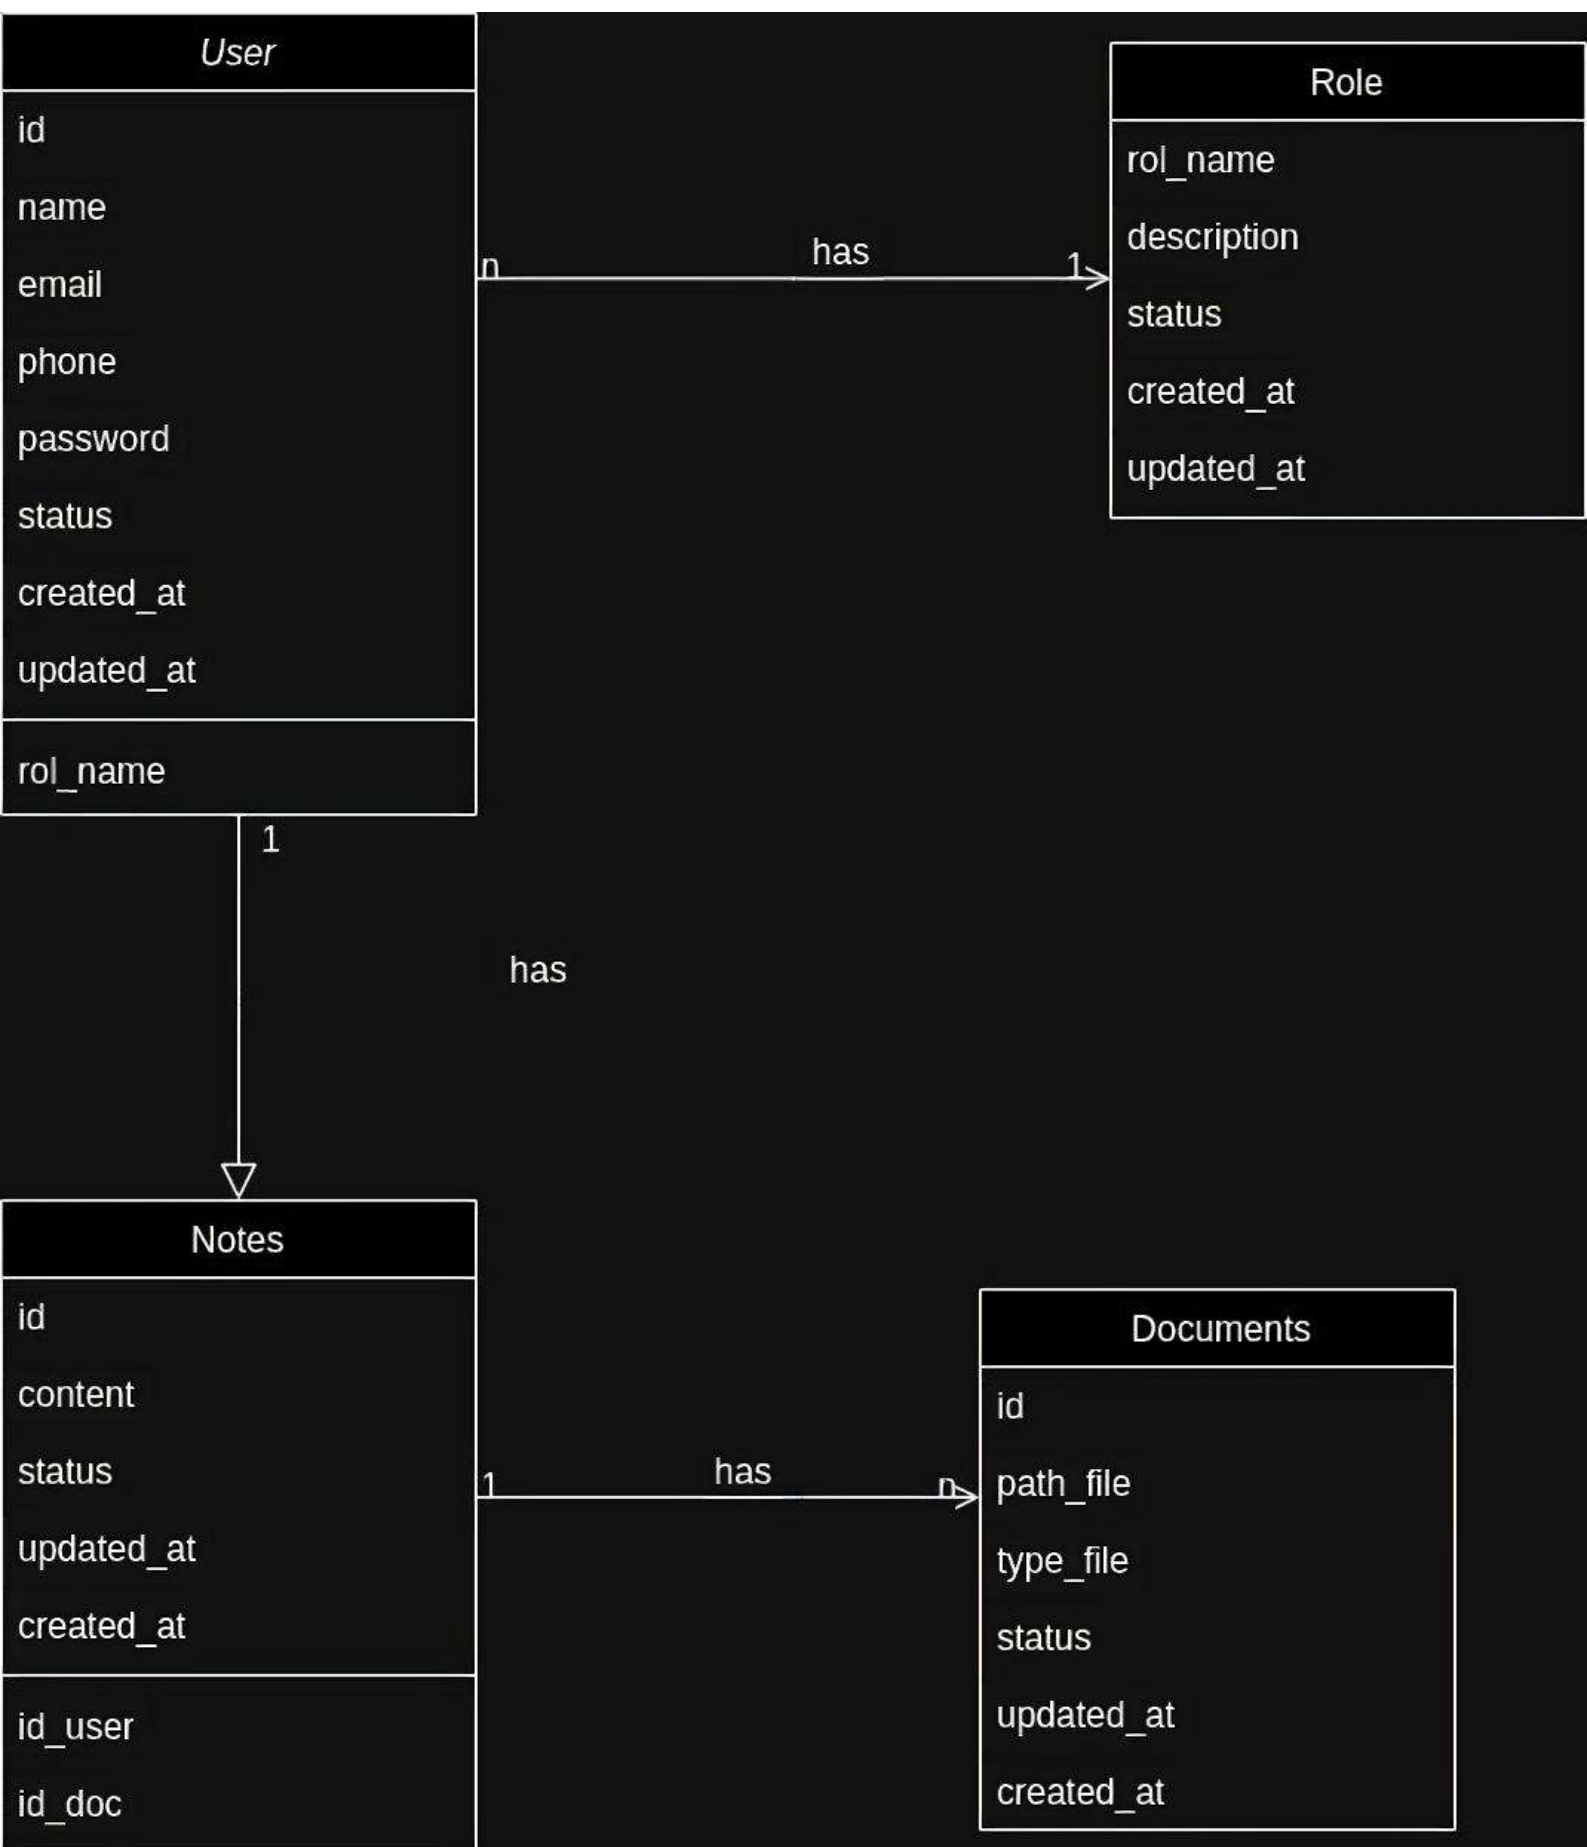 User
id
name
email
phone
password
status
created_at
updated_at
rol_name
n
has
1
Role
rol_name
description
status
created_at
updated_at
1
has
Notes
id
content
status
updated_at
created_at
id_user
id_doc
1
has
n
Documents
id
path_file
type_file
status
updated_at
created_at